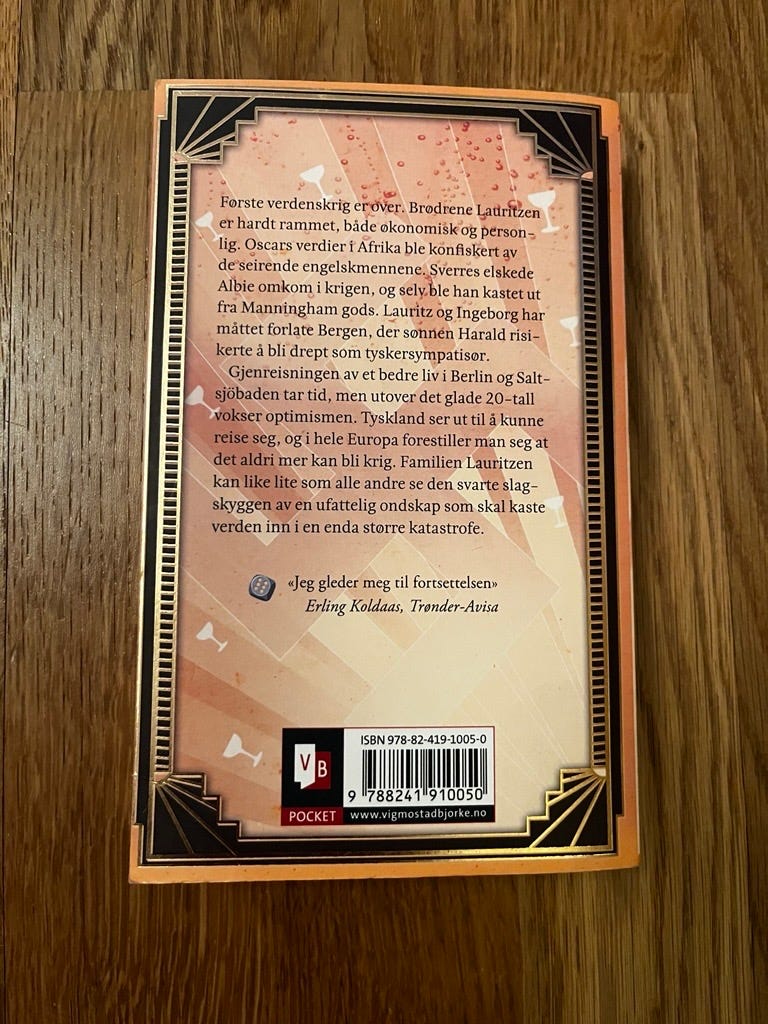 Første verdenskrig er over. Brødrene Lauritzen
er hardt rammet, både økonomisk og person-
lig. Oscars verdier i Afrika ble konfiskert av
de seirende engelskmennene. Sverres elskede
Albie omkom i krigen, og selv ble han kastet ut
fra Manningham gods. Lauritz og Ingeborg har
måttet forlate Bergen, der sønnen Harald risi-
kerte å bli drept som tyskersympatisør.
Gjenreisningen av et bedre liv i Berlin og Salt-
sjöbaden tar tid, men utover det glade 20-tall
vokser optimismen. Tyskland ser ut til å kunne
reise seg, og i hele Europa forestiller man seg at
det aldri mer kan bli krig. Familien Lauritzen
kan like lite som alle andre se den svarte slag-
skyggen av en ufattelig ondskap som skal kaste
verden inn i en enda større katastrofe.
«Jeg gleder meg til fortsettelsen»
Erling Koldaas, Trønder-Avisa
ISBN 978-82-419-1005-0
VB
9 788241 910050
POCKET www.vigmostadbjorke.no